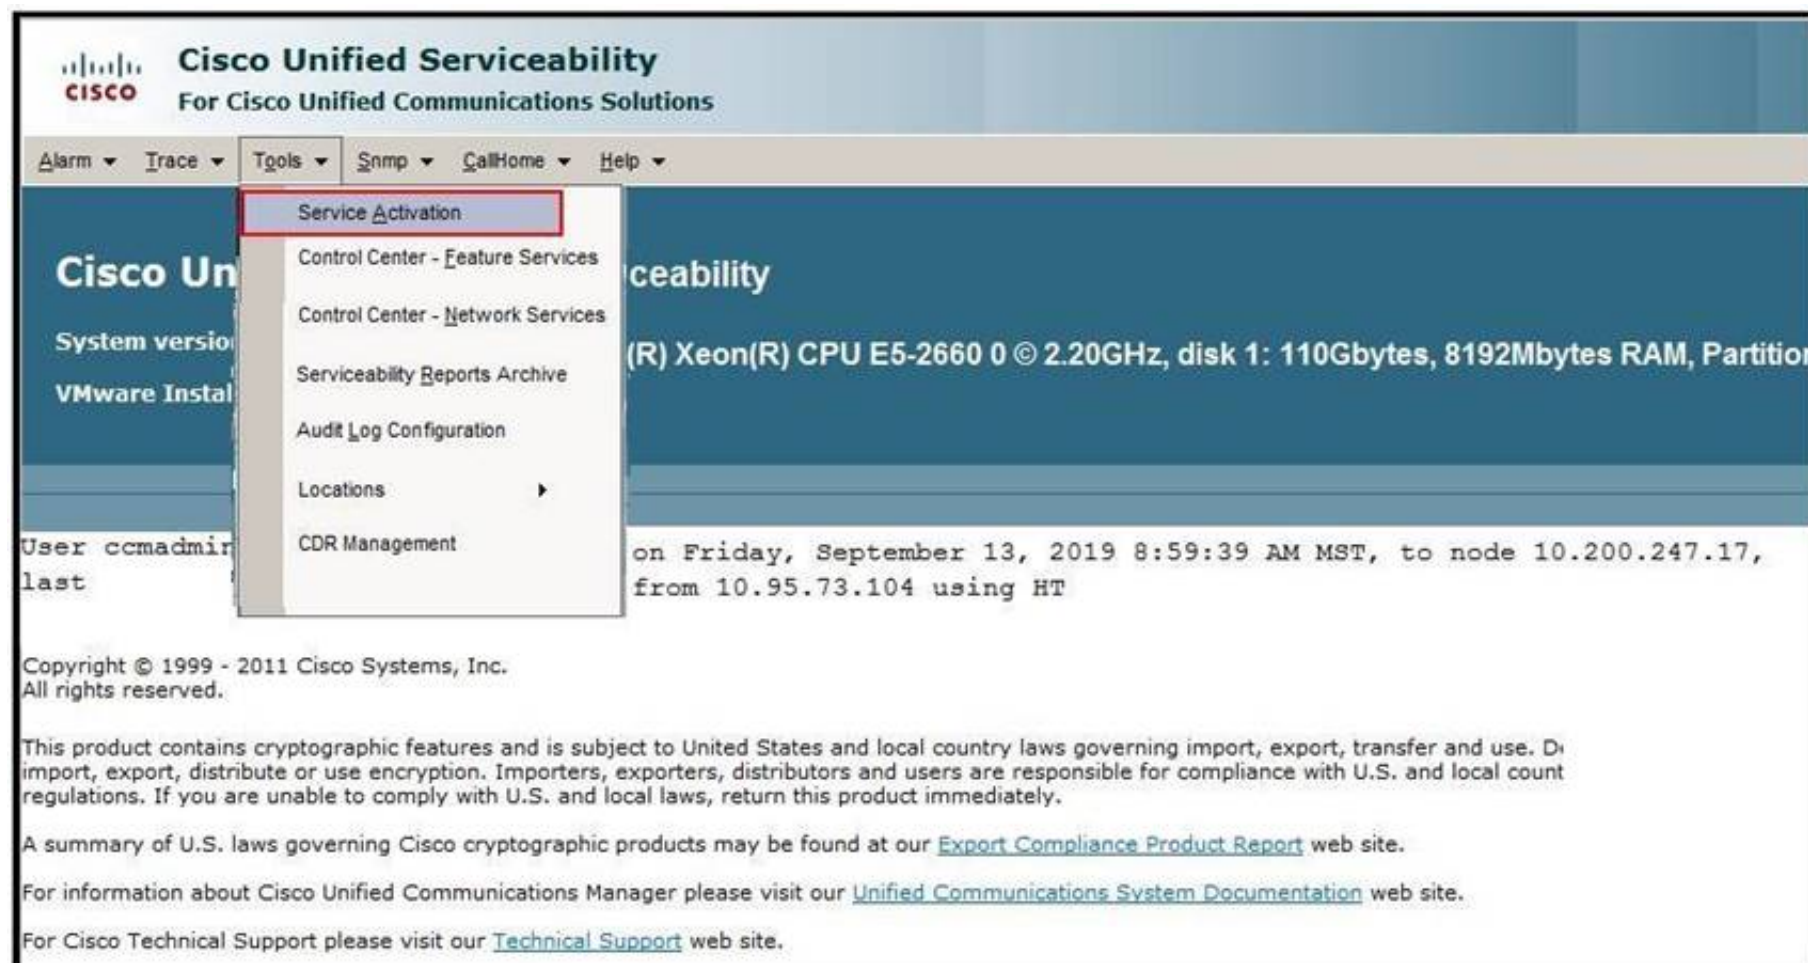 Cisco Unified Serviceability
CISCO
For Cisco Unified Communications Solutions
Alarm Trace Tools Snmp CallHome Help
Service Activation
Control Center - Feature Services
Control Center - Network Services
Serviceability Reports Archive
Audit Log Configuration
Locations
CDR Management
Cisco Un ceability
System version (R) Xeon(R) CPU E5-2660 0 © 2.20GHz, disk 1: 110Gbytes, 8192Mbytes RAM, Partition
VMware Instal
User ccmadmin on Friday, September 13, 2019 8:59:39 AM MST, to node 10.200.247.17,
last from 10.95.73.104 using HT
Copyright © 1999 - 2011 Cisco Systems, Inc.
All rights reserved.
This product contains cryptographic features and is subject to United States and local country laws governing import, export, transfer and use. D
import, export, distribute or use encryption. Importers, exporters, distributors and users are responsible for compliance with U.S. and local count
regulations. If you are unable to comply with U.S. and local laws, return this product immediately.
A summary of U.S. laws governing Cisco cryptographic products may be found at our Export Compliance Product Report web site.
For information about Cisco Unified Communications Manager please visit our Unified Communications System Documentation web site.
For Cisco Technical Support please visit our Technical Support web site.